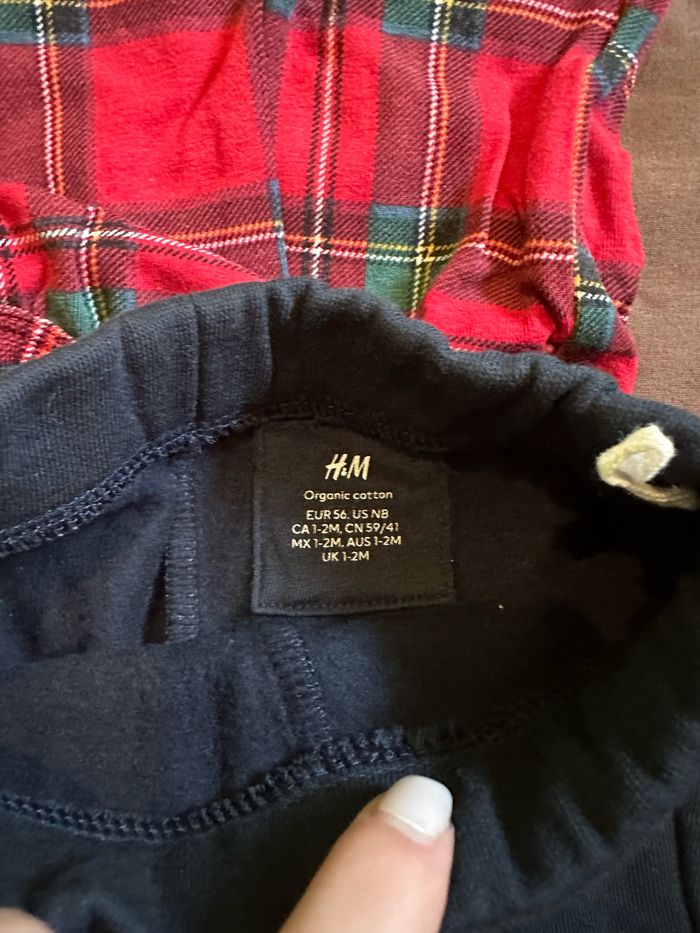 H&M
Organic cotton
EUR 56, US NB
CA 1-2M, CN 59/41
MX 1-2M, AUS 1-2M
UK 1-2M